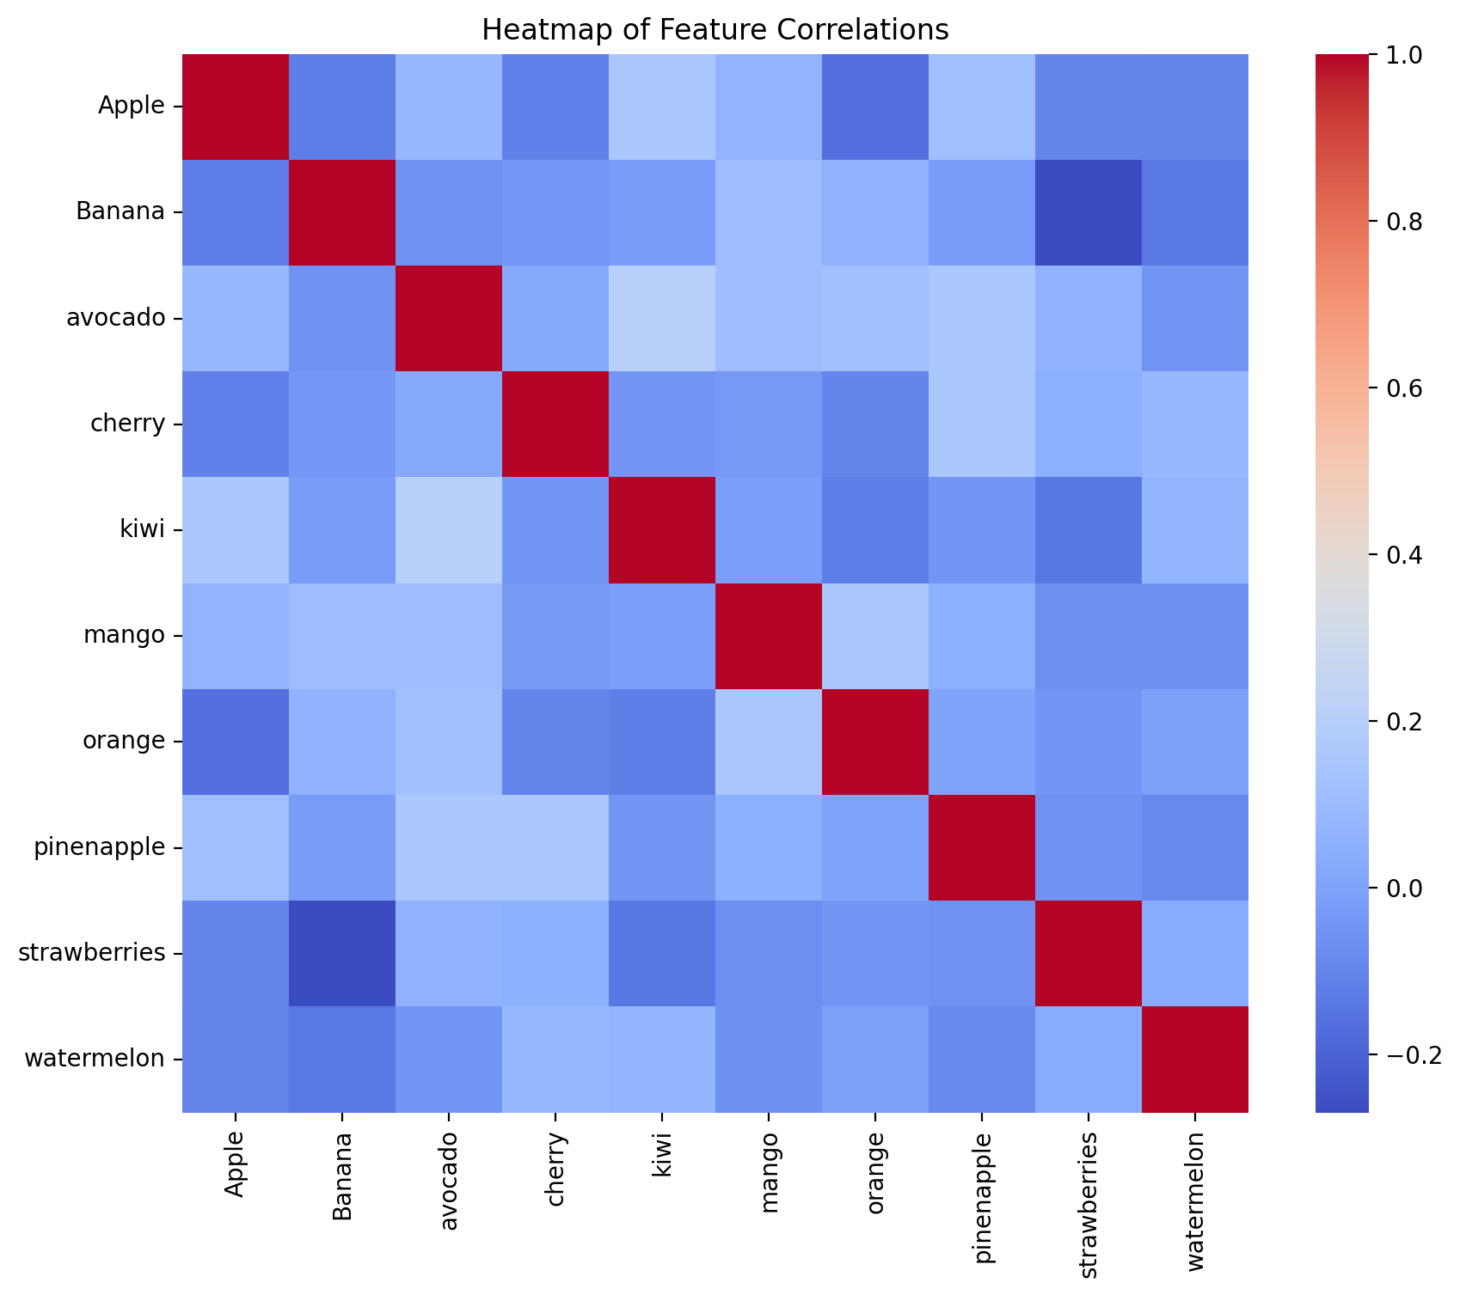 Heatmap of Feature Correlations
Apple
Banana
avocado
cherry
kiwi
mango
orange
pinenapple
strawberries
watermelon
Apple
Banana
avocado
cherry
kiwi
mango
orange
pinenapple
strawberries
watermelon
1.0
0.8
0.6
0.4
0.2
0.0
−0.2